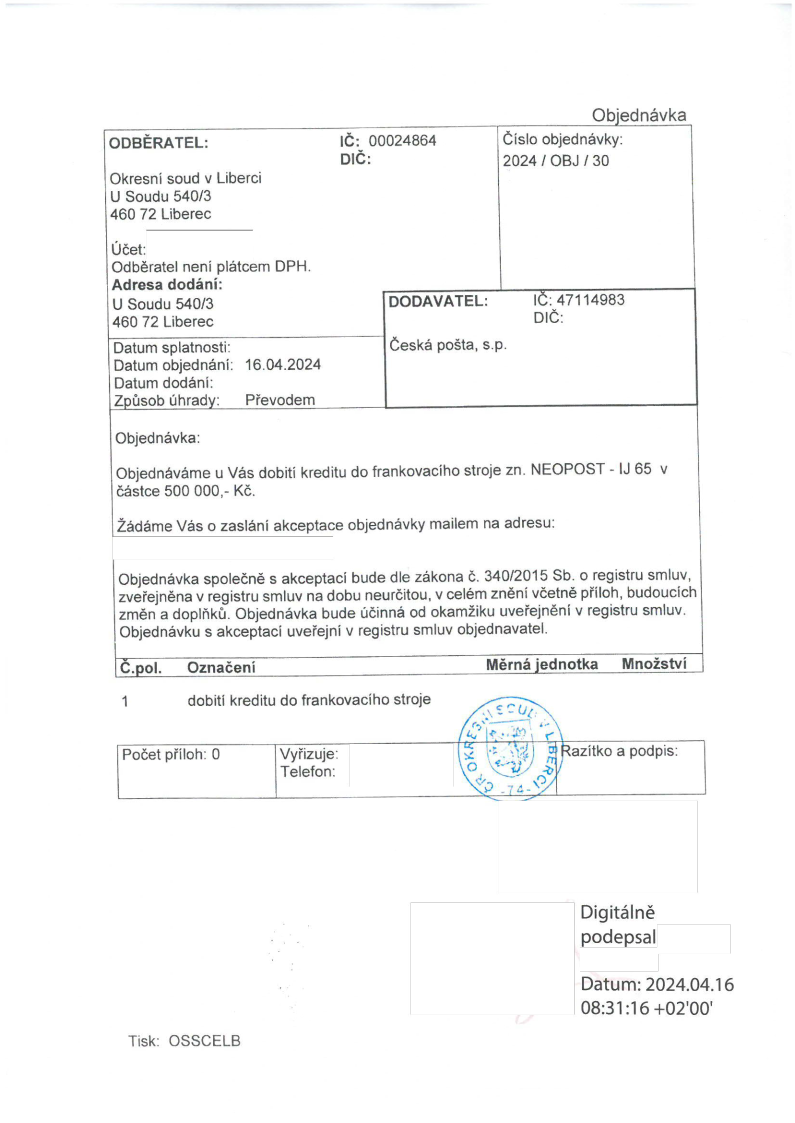 Objednávka
ODBĚRATEL:
IČ: 00024864
DIČ:
Číslo objednávky:
2024 / OBJ / 30
Okresní soud v Liberci
U Soudu 540/3
460 72 Liberec
Účet:
Odběratel není plátcem DPH.
Adresa dodání:
U Soudu 540/3
460 72 Liberec
DODAVATEL:
IČ: 47114983
DIČ:
Česká pošta, s.p.
Datum splatnosti:
Datum objednání: 16.04.2024
Datum dodání:
Způsob úhrady: Převodem
Objednávka:
Objednáváme u Vás dobití kreditu do frankovacího stroje zn. NEOPOST - IJ 65 v
částce 500 000,- Kč.
Žádáme Vás o zaslání akceptace objednávky mailem na adresu:
Objednávka společně s akceptací bude dle zákona č. 340/2015 Sb. o registru smluv,
zveřejněna v registru smluv na dobu neurčitou, v celém znění včetně příloh, budoucích
změn a doplňků. Objednávka bude účinná od okamžiku uveřejnění v registru smluv.
Objednávku s akceptací uveřejní v registru smluv objednavatel.
Č.pol. Označení Měrná jednotka Množství
1 dobití kreditu do frankovacího stroje
Počet příloh: 0
Vyřizuje:
Telefon:
ČR OKRESNÍ SOUD V LIBERCI
-74-
Razítko a podpis:
Digitálně
podepsal
Datum: 2024.04.16
08:31:16 +02'00'
Tisk: OSSCELB